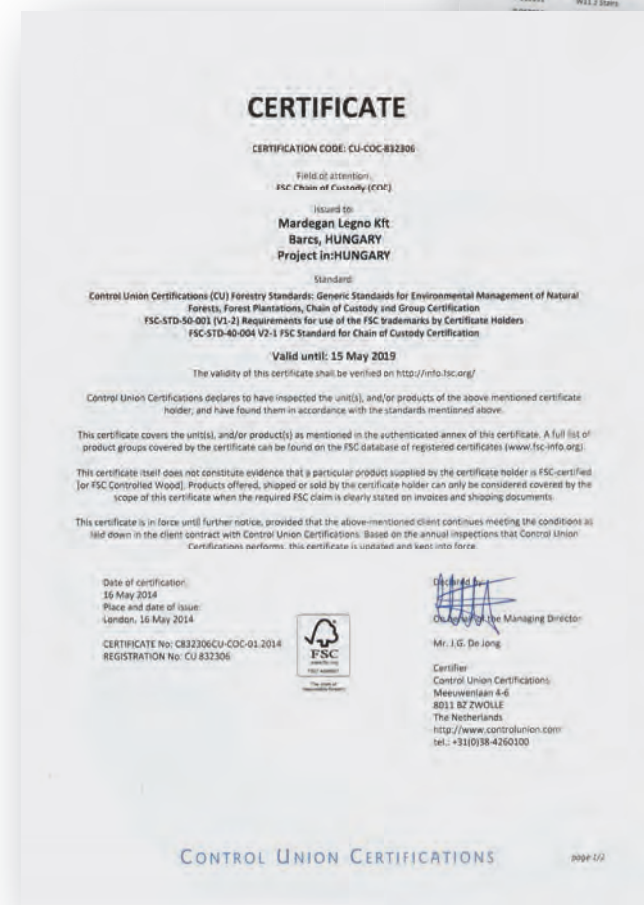 W11.2 Stairs
CERTIFICATE
CERTIFICATION CODE: CU-COC-832306
Field of attention
FSC Chain of Custody (COC)
Issued to:
Mardegan Legno Kft
Barcs, HUNGARY
Project in:HUNGARY
Standard:
Control Union Certifications (CU) Forestry Standards: Generic Standards for Environmental Management of Natural
Forests, Forest Plantations, Chain of Custody and Group Certification
FSC-STD-50-001 (V1-2) Requirements for use of the FSC trademarks by Certificate Holders
FSC-STD-40-004 V2-1 FSC Standard for Chain of Custody Certification
Valid until: 15 May 2019
The validity of this certificate shall be verified on http://info.fsc.org/
Control Union Certifications declares to have inspected the unit(s), and/or products of the above mentioned certificate
holder, and have found them in accordance with the standards mentioned above.
This certificate covers the unit(s), and/or product(s) as mentioned in the authenticated annex of this certificate. A full list of
product groups covered by the certificate can be found on the FSC database of registered certificates (www.fsc-info.org).
This certificate itself does not constitute evidence that a particular product supplied by the certificate holder is FSC-certified
[or FSC Controlled Wood]. Products offered, shipped or sold by the certificate holder can only be considered covered by the
scope of this certificate when the required FSC claim is clearly stated on invoices and shipping documents.
This certificate is in force until further notice, provided that the above-mentioned client continues meeting the conditions as
laid down in the client contract with Control Union Certifications. Based on the annual inspections that Control Union
Certifications performs, this certificate is updated and kept into force.
Date of certification:
16 May 2014
Place and date of issue:
London, 16 May 2014
CERTIFICATE No: C832306CU-COC-01.2014
REGISTRATION No: CU 832306
FSC
Declared by:
On behalf of the Managing Director
Mr. J.G. De Jong
Certifier
Control Union Certifications
Meeuwenlaan 4-6
8011 BZ ZWOLLE
The Netherlands
http://www.controlunion.com
tel.: +31(0)38-4260100
CONTROL UNION CERTIFICATIONS
page 1/2